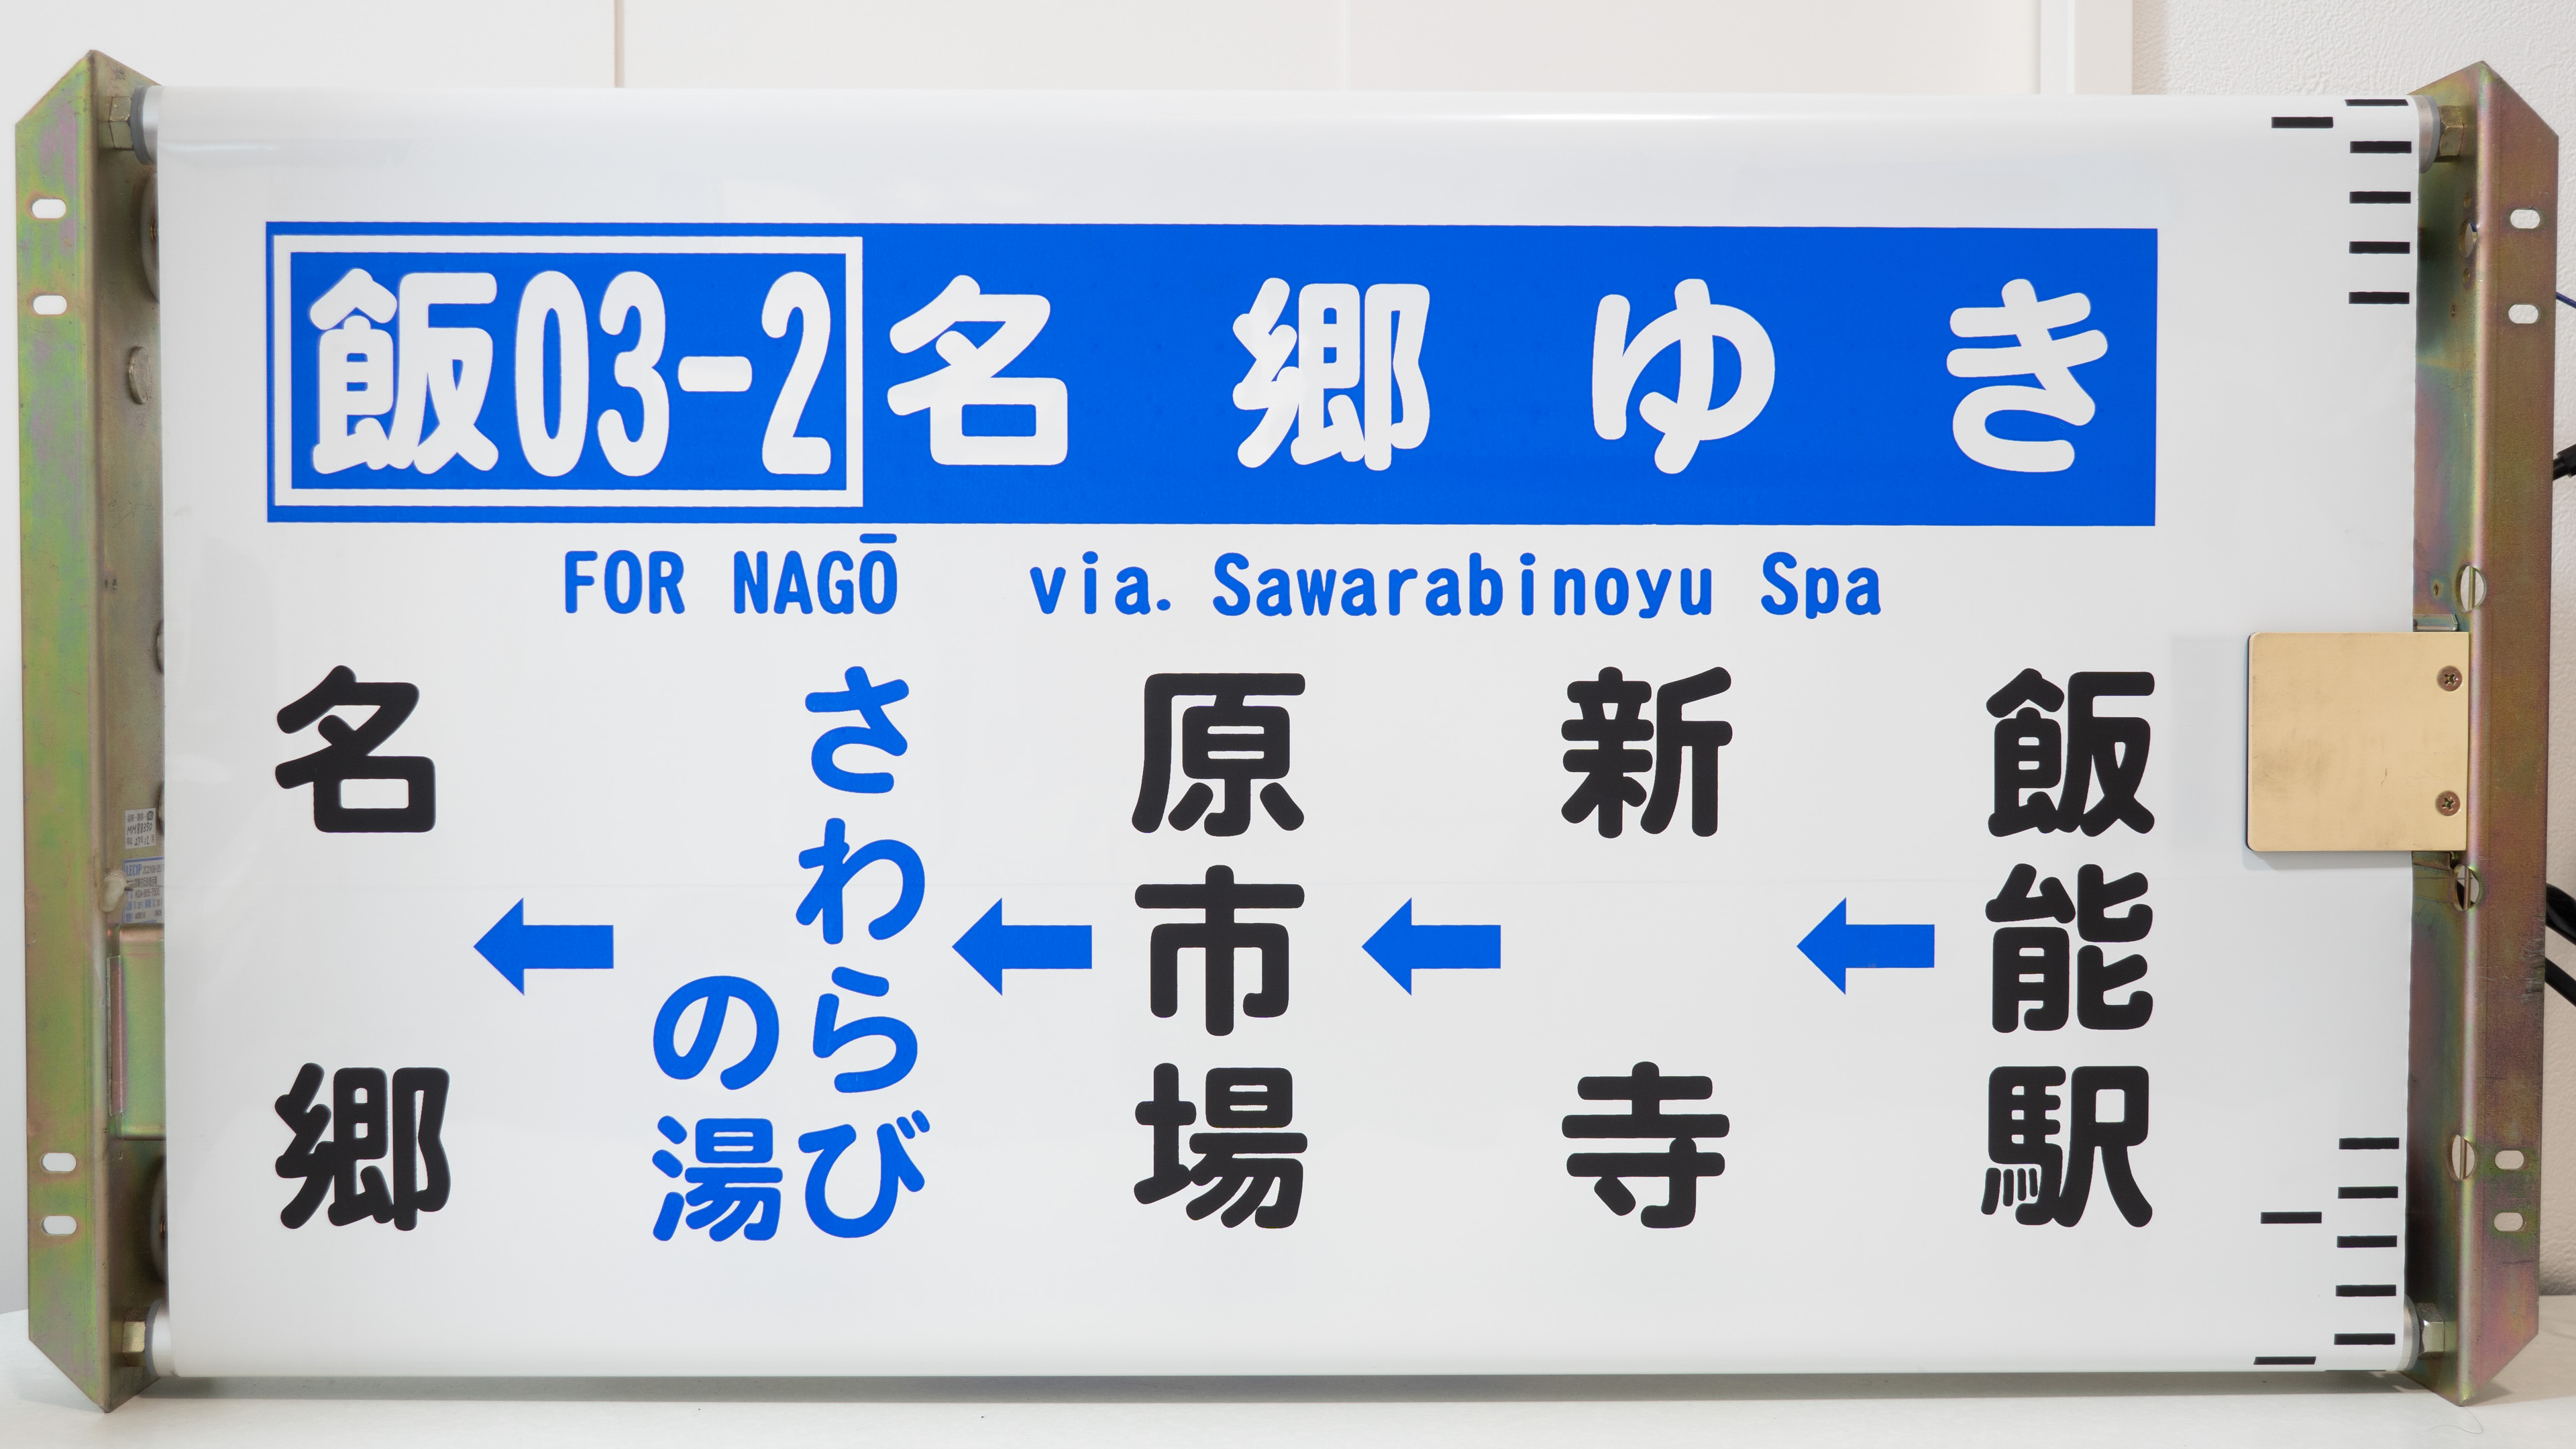 飯03-2 名郷ゆき
FOR NAGŌ via. Sawarabinoyu Spa
飯能駅
←
新寺
←
原市場
←
さわらび
の湯
←
名郷